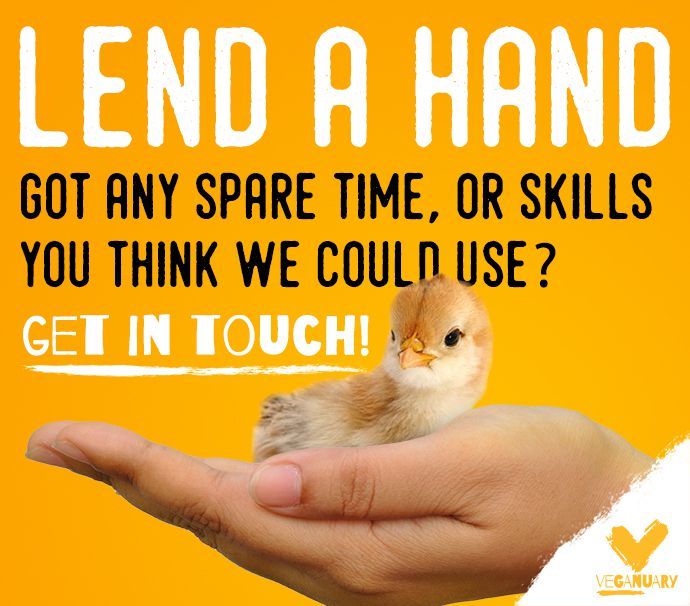 LEND A HAND
GOT ANY SPARE TIME, OR SKILLS
YOU THINK WE COULD USE?
GET IN TOUCH!
VEGANUARY